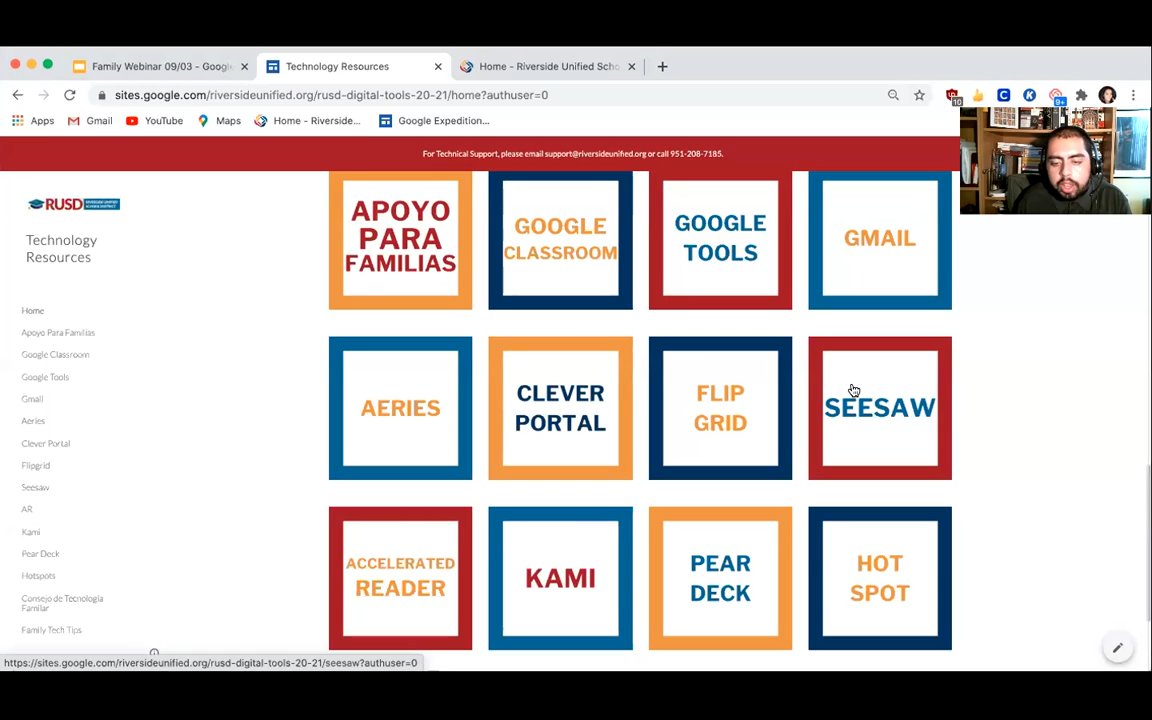 Family Webinar 09/03 - Goog
Technology Resources
Home - Riverside Unified Scho
sites.google.com/riversideunified.org/rusd-digital-tools-20-21/home?authuser=0
10
9+
Apps
Gmail
YouTube
Maps
Home - Riverside...
Google Expedition...
For Technical Support, please email support@riversideunified.org or call 951-208-7185.
RUSD
Technology
Resources
Home
Apoyo Para Familias
Google Classroom
Google Tools
Gmail
Aeries
Clever Portal
Flipgrid
Seesaw
AR
Kami
Pear Deck
Hotspots
Consejo de Tecnología
Familar
Family Tech Tips
APOYO
PARA
FAMILIAS
GOOGLE
CLASSROOM
GOOGLE
TOOLS
GMAIL
AERIES
CLEVER
PORTAL
FLIP
GRID
SEESAW
ACCELERATED
READER
KAMI
PEAR
DECK
HOT
SPOT
https://sites.google.com/riversideunified.org/rusd-digital-tools-20-21/seesaw?authuser=0